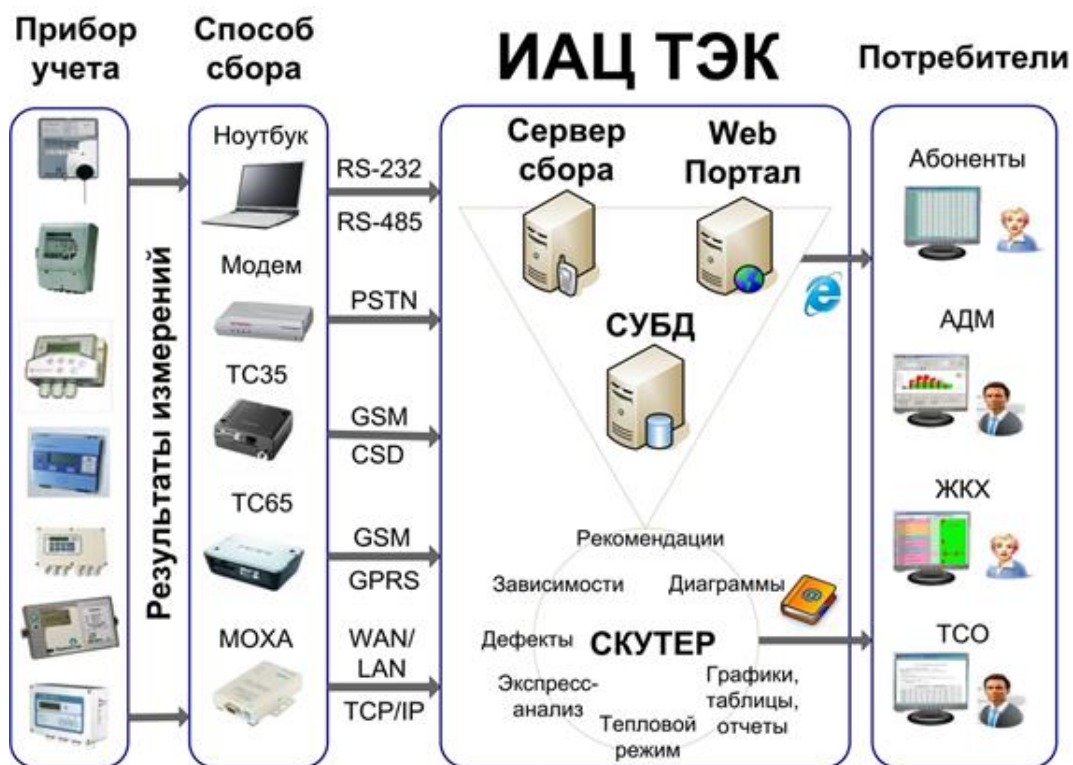 Прибор
учета
Способ
сбора
ИАЦ ТЭК
Потребители
Результаты измерений
Ноутбук
RS-232
RS-485
Модем
PSTN
TC35
GSM
CSD
TC65
GSM
GPRS
MOXA
WAN/
LAN
TCP/IP
Сервер
сбора
Web
Портал
СУБД
Рекомендации
Зависимости
Диаграммы
Дефекты
СКУТЕР
Экспресс-
анализ
Графики,
таблицы,
отчеты
Тепловой
режим
Абоненты
АДМ
ЖКХ
ТСО